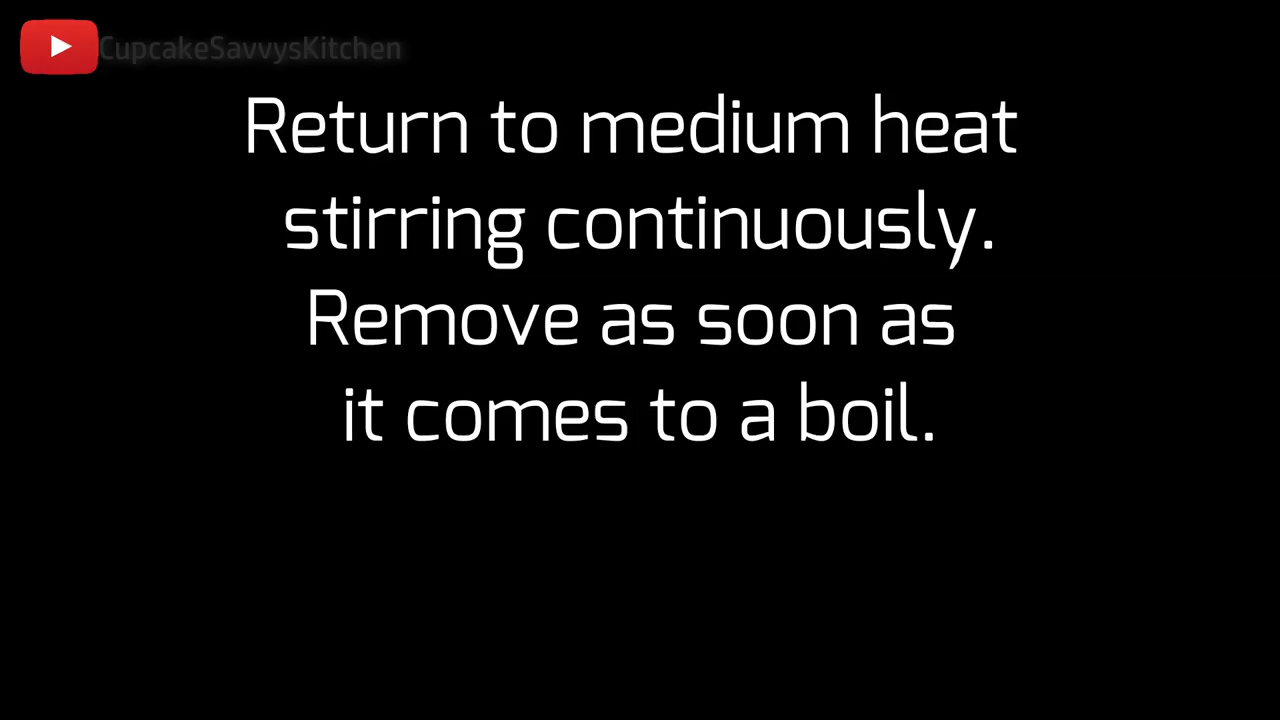 CupcakeSavvysKitchen
Return to medium heat
stirring continuously.
Remove as soon as
it comes to a boil.